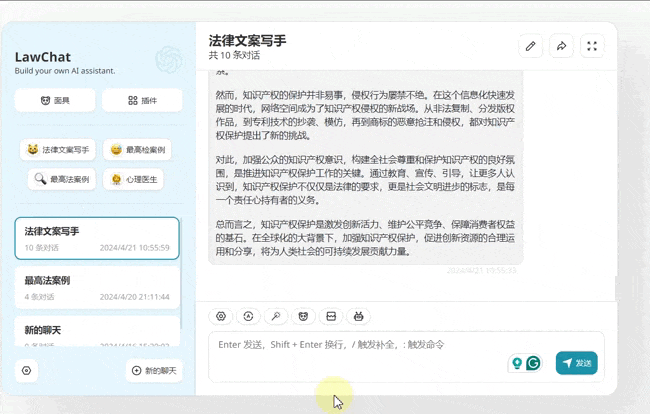 LawChat
Build your own AI assistant.
面具
插件
法律文案写手
最高检案例
最高法案例
心理医生
法律文案写手
10 条对话
2024/4/21 10:55:59
最高法案例
4 条对话
2024/4/20 21:11:44
新的聊天
新的聊天
法律文案写手
共 10 条对话
然而，知识产权的保护并非易事，侵权行为屡禁不绝。在这个信息化快速发
展的时代，网络空间成为了知识产权侵权的新战场。从非法复制、分发版权
作品，到专利技术的抄袭、模仿，再到商标的恶意抢注和侵权，都对知识产
权保护提出了新的挑战。
对此，加强公众的知识产权意识，构建全社会尊重和保护知识产权的良好氛
围，是推进知识产权保护工作的关键。通过教育、宣传、引导，让更多人认
识到，知识产权保护不仅仅是法律的要求，更是社会文明进步的标志，是每
一个责任心持有者的义务。
总而言之，知识产权保护是激发创新活力、维护公平竞争、保障消费者权益
的基石。在全球化的大背景下，加强知识产权保护，促进创新资源的合理运
用和分享，将为人类社会的可持续发展贡献力量。
Enter 发送，Shift + Enter 换行，/ 触发补全，: 触发命令
发送